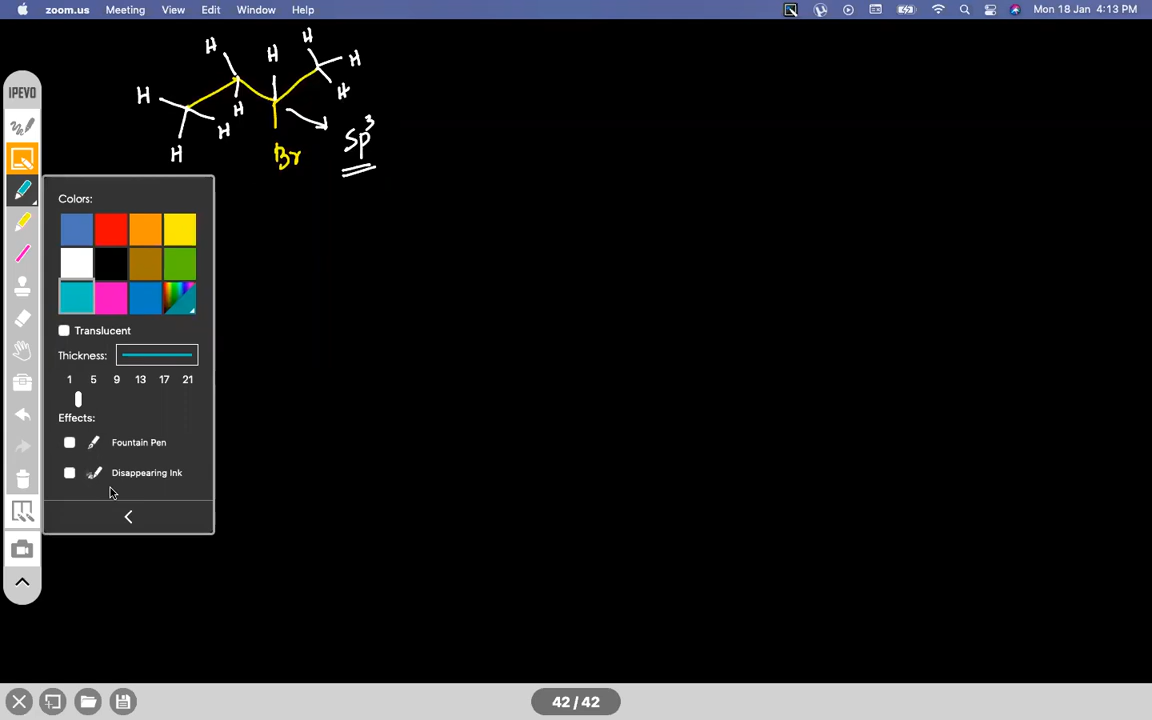 zoom.us Meeting View Edit Window Help Mon 18 Jan 4:13 PM
H H H H
H H H
H H
Sp³
Br
IPEVO
Colors:
Translucent
Thickness:
1 5 9 13 17 21
Effects:
Fountain Pen
Disappearing Ink
42 / 42